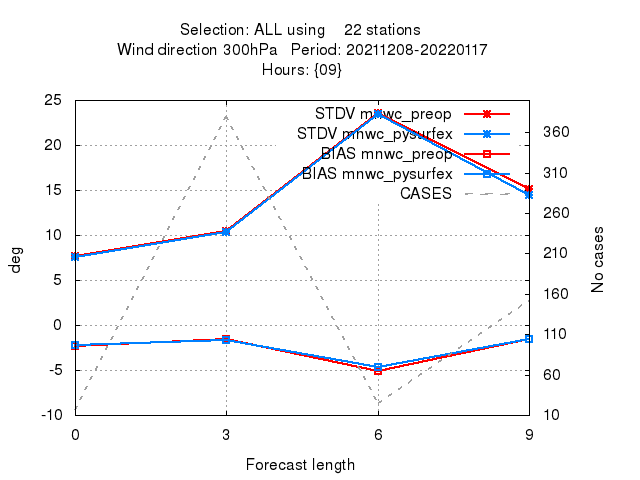 Selection: ALL using 22 stations
Wind direction 300hPa Period: 20211208-20220117
Hours: {09}
STDV mnwc_preop
STDV mnwc_pysurfex
BIAS mnwc_preop
BIAS mnwc_pysurfex
CASES
25
20
15
10
5
0
-5
-10
360
310
260
210
160
110
60
10
deg
No cases
0 3 6 9
Forecast length